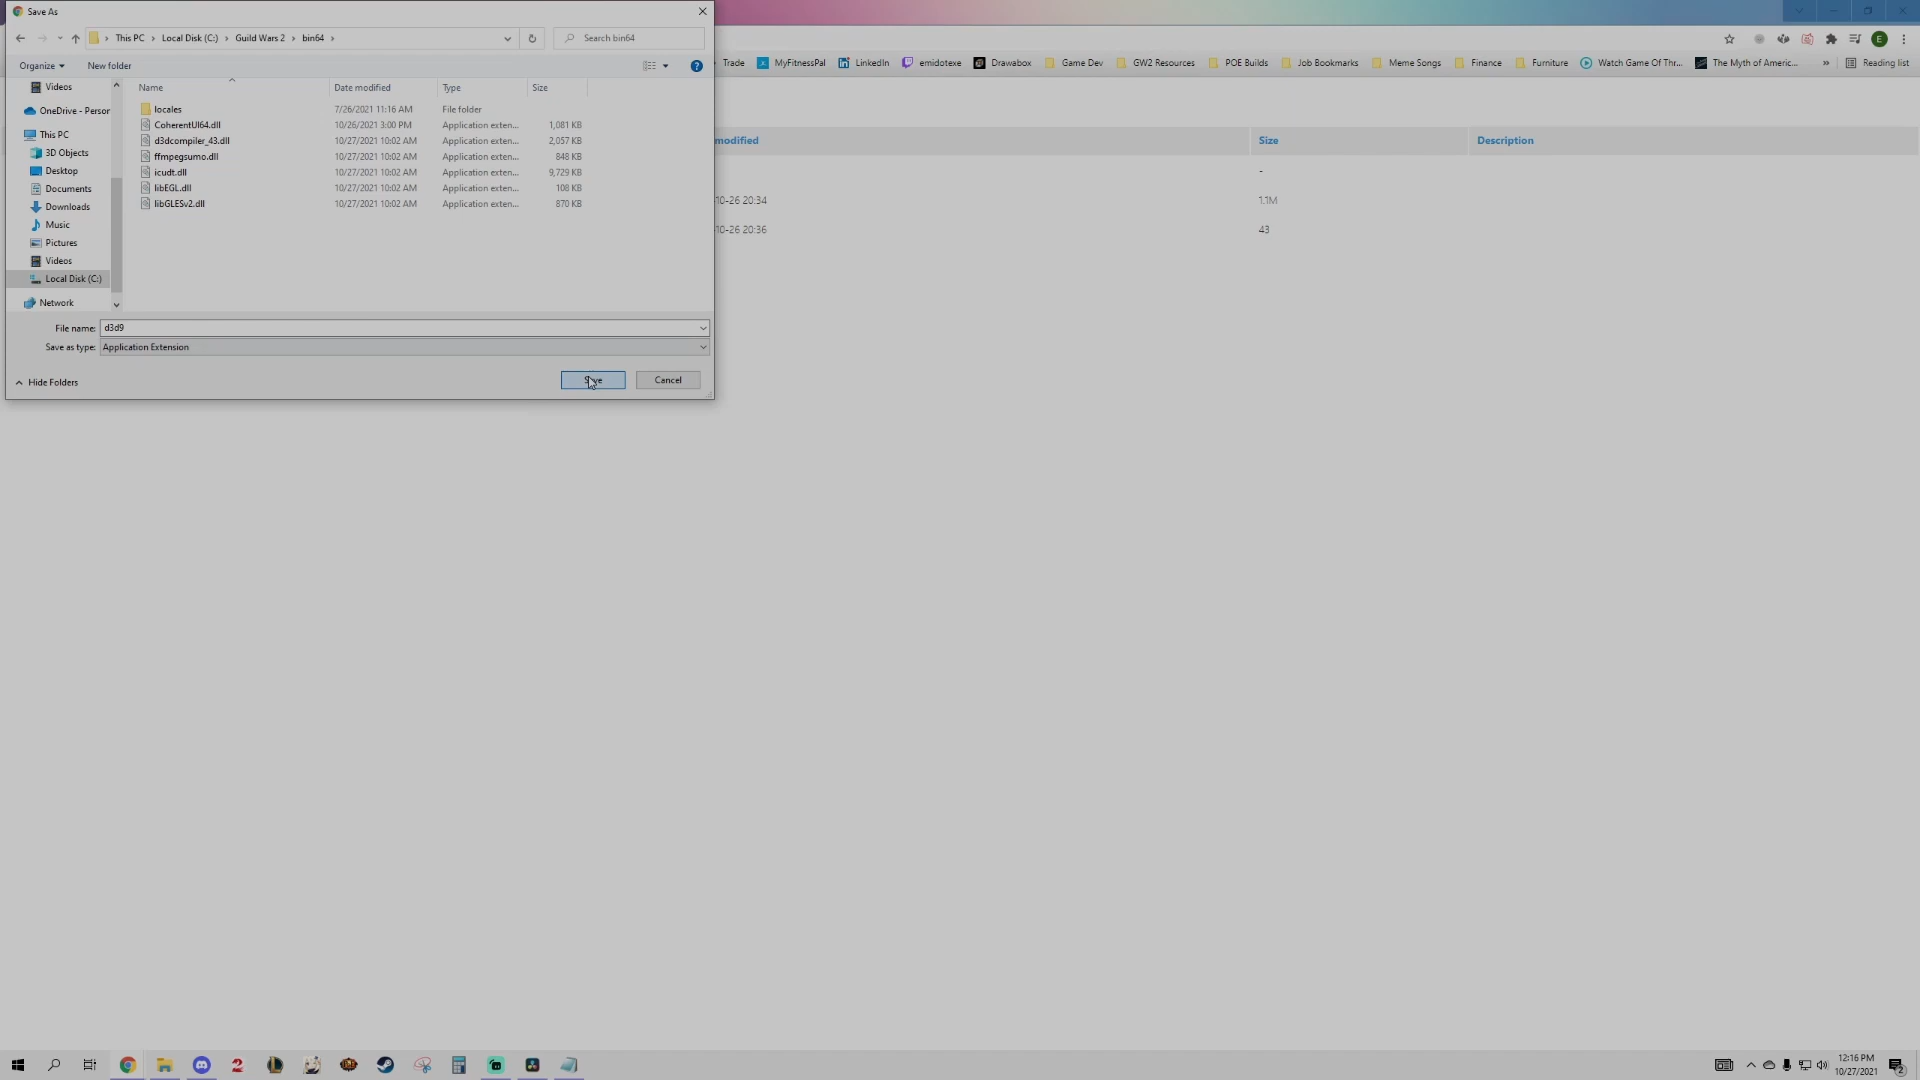 Save As
This PC > Local Disk (C:) > Guild Wars 2 > bin64 >
Search bin64
Organize
New folder
Trade
MyFitnessPal
LinkedIn
emidotexe
Drawabox
Game Dev
GW2 Resources
POE Builds
Job Bookmarks
Meme Songs
Finance
Furniture
Watch Game Of Thr...
The Myth of Americ...
»
Reading list
E
Videos
OneDrive - Person
This PC
3D Objects
Desktop
Documents
Downloads
Music
Pictures
Videos
Local Disk (C:)
Network
Name Date modified Type Size
locales 7/26/2021 11:16 AM File folder
CoherentUI64.dll 10/26/2021 3:00 PM Application exten... 1,081 KB
d3dcompiler_43.dll 10/27/2021 10:02 AM Application exten... 2,057 KB
ffmpegsumo.dll 10/27/2021 10:02 AM Application exten... 848 KB
icudt.dll 10/27/2021 10:02 AM Application exten... 9,729 KB
libEGL.dll 10/27/2021 10:02 AM Application exten... 108 KB
libGLESv2.dll 10/27/2021 10:02 AM Application exten... 870 KB
modified Size Description
-
10-26 20:34 1.1M
-10-26 20:36 43
File name: d3d9
Save as type: Application Extension
Hide Folders
Save
Cancel
12:16 PM
10/27/2021
2